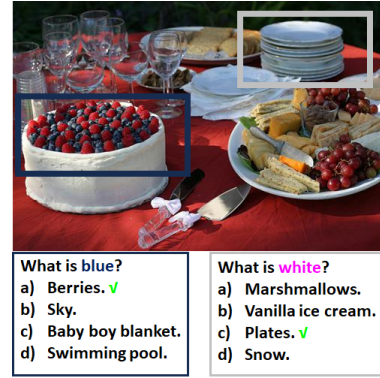 What is blue?
a) Berries. √
b) Sky.
c) Baby boy blanket.
d) Swimming pool.
What is white?
a) Marshmallows.
b) Vanilla ice cream.
c) Plates. √
d) Snow.